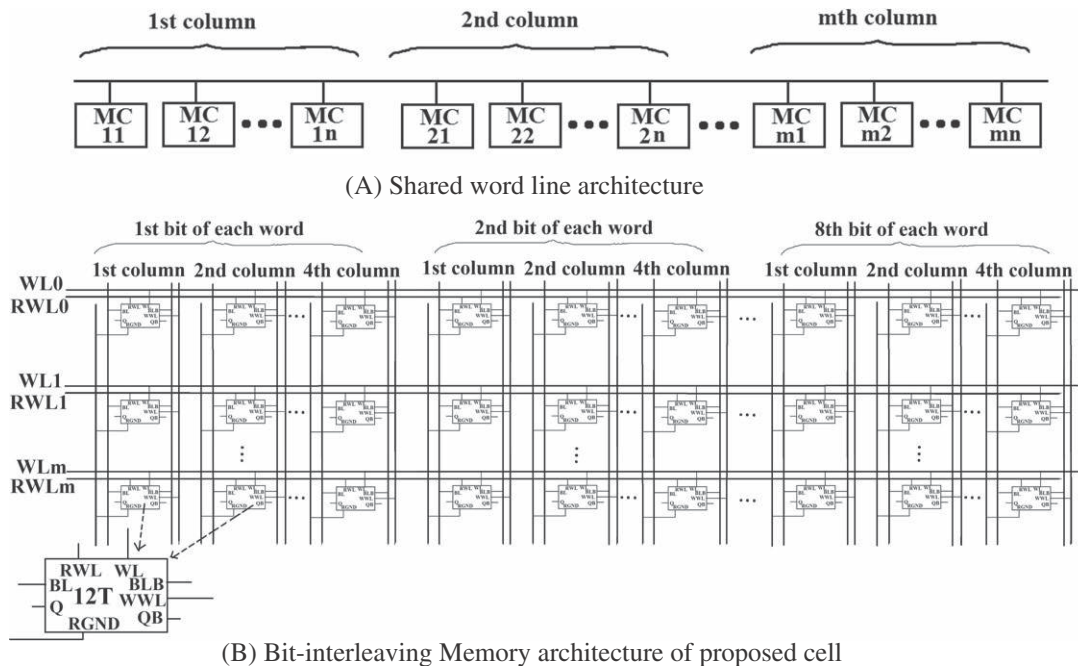 1st column 2nd column mth column
MC 11 MC 12 ••• MC 1n MC 21 MC 22 ••• MC 2n ••• MC m1 MC m2 ••• MC mn
(A) Shared word line architecture
1st bit of each word 2nd bit of each word 8th bit of each word
1st column 2nd column 4th column 1st column 2nd column 4th column 1st column 2nd column 4th column
WL0
RWL0
WL1
RWL1
WLm
RWLm
RWL WL
BL 12T BLB
Q WWL
RGND QB
(B) Bit-interleaving Memory architecture of proposed cell